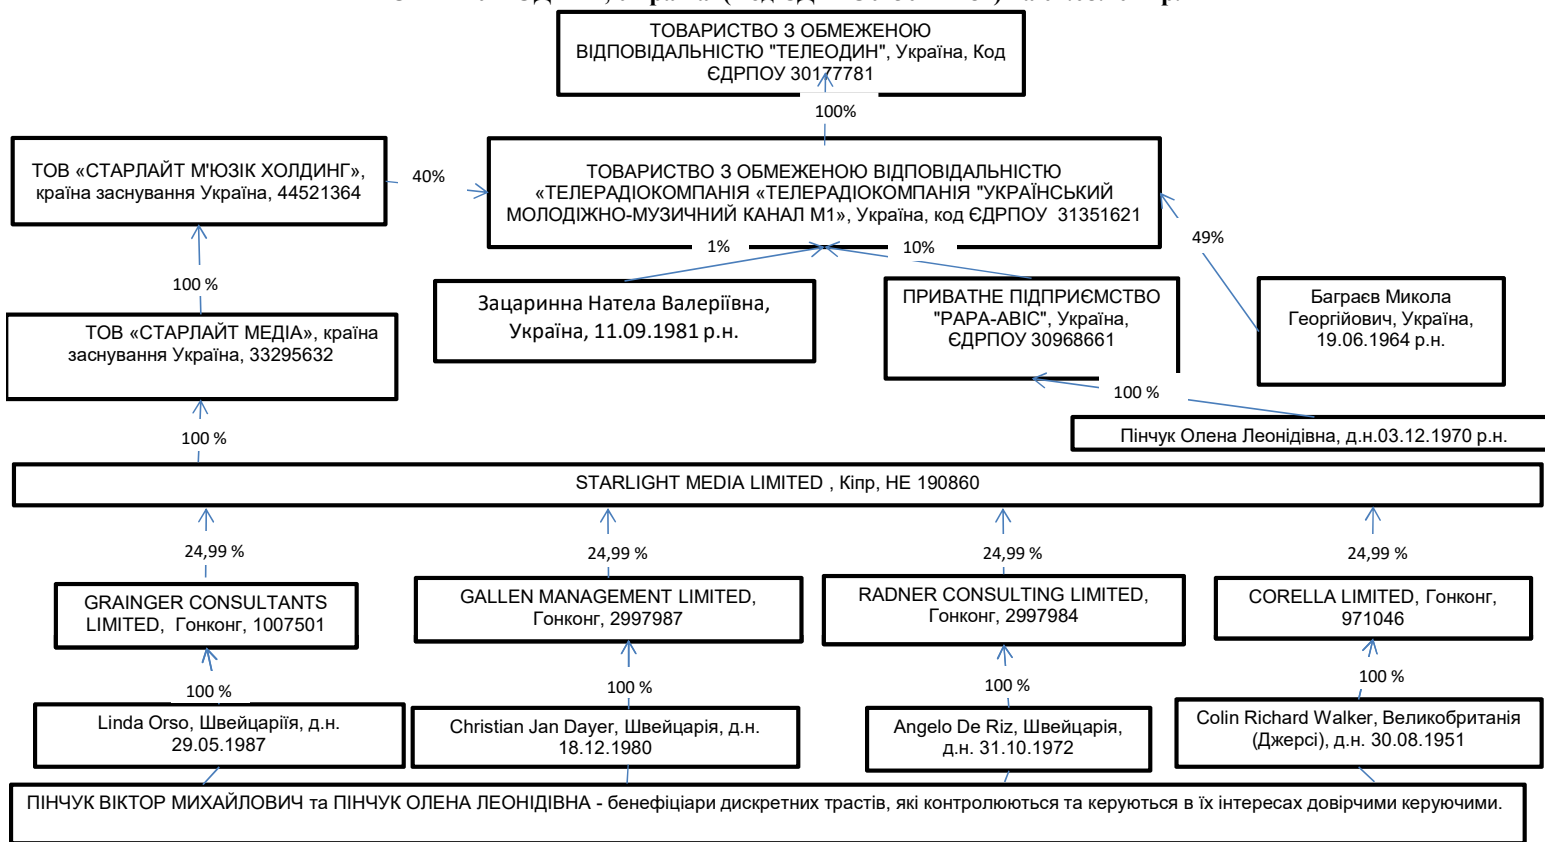 ТОВАРИСТВО З ОБМЕЖЕНОЮ
ВІДПОВІДАЛЬНІСТЮ "ТЕЛЕОДИН", Україна, Код
ЄДРПОУ 30177781
100%
ТОВ «СТАРЛАЙТ М'ЮЗІК ХОЛДИНГ»,
країна заснування Україна, 44521364
40%
ТОВАРИСТВО З ОБМЕЖЕНОЮ ВІДПОВІДАЛЬНІСТЮ
«ТЕЛЕРАДІОКОМПАНІЯ «ТЕЛЕРАДІОКОМПАНІЯ "УКРАЇНСЬКИЙ
МОЛОДІЖНО-МУЗИЧНИЙ КАНАЛ М1», Україна, код ЄДРПОУ 31351621
1%
10%
49%
100 %
Зацаринна Натела Валеріївна,
Україна, 11.09.1981 р.н.
ПРИВАТНЕ ПІДПРИЄМСТВО
"РАРА-АВІС", Україна,
ЄДРПОУ 30968661
Баграєв Микола
Георгійович, Україна,
19.06.1964 р.н.
ТОВ «СТАРЛАЙТ МЕДІА», країна
заснування Україна, 33295632
100 %
Пінчук Олена Леонідівна, д.н.03.12.1970 р.н.
100 %
STARLIGHT MEDIA LIMITED , Кіпр, HE 190860
24,99 %
24,99 %
24,99 %
24,99 %
GRAINGER CONSULTANTS
LIMITED, Гонконг, 1007501
GALLEN MANAGEMENT LIMITED,
Гонконг, 2997987
RADNER CONSULTING LIMITED,
Гонконг, 2997984
CORELLA LIMITED, Гонконг,
971046
100 %
100 %
100 %
100 %
Linda Orso, Швейцаріїя, д.н.
29.05.1987
Christian Jan Dayer, Швейцарія, д.н.
18.12.1980
Angelo De Riz, Швейцарія,
д.н. 31.10.1972
Colin Richard Walker, Великобританія
(Джерсі), д.н. 30.08.1951
ПІНЧУК ВІКТОР МИХАЙЛОВИЧ та ПІНЧУК ОЛЕНА ЛЕОНІДІВНА - бенефіціари дискретних трастів, які контролюються та керуються в їх інтересах довірчими керуючими.